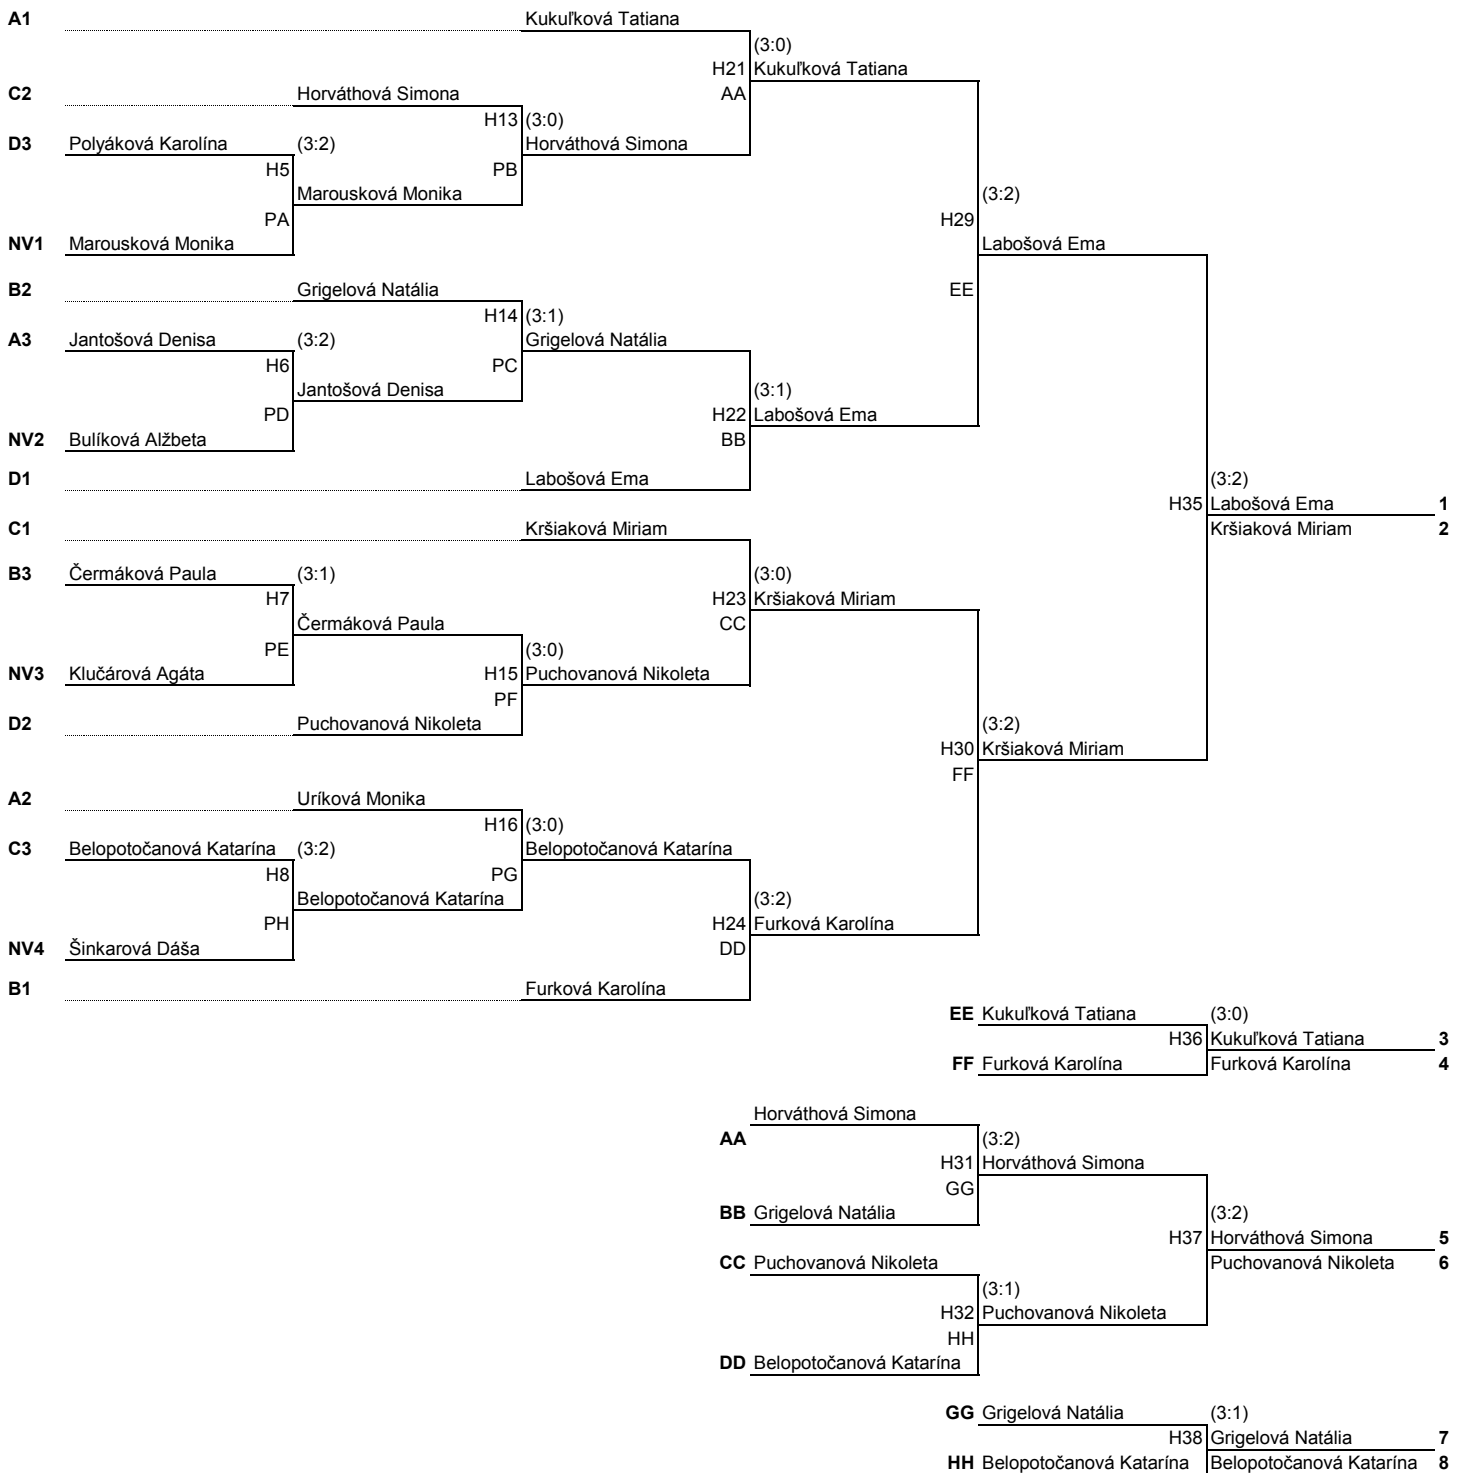 A1 Kukuľková Tatiana
(3:0)
H21 Kukuľková Tatiana
C2 Horváthová Simona AA
H13 (3:0)
D3 Polyáková Karolína (3:2) Horváthová Simona
H5 PB
Marousková Monika (3:2)
PA H29
NV1 Marousková Monika Labošová Ema
B2 Grigelová Natália EE
H14 (3:1)
A3 Jantošová Denisa (3:2) Grigelová Natália
H6 PC
Jantošová Denisa (3:1)
PD H22 Labošová Ema
NV2 Bulíková Alžbeta BB
D1 Labošová Ema (3:2)
H35 Labošová Ema 1
C1 Kršiaková Miriam Kršiaková Miriam 2
B3 Čermáková Paula (3:1) (3:0)
H7 H23 Kršiaková Miriam
Čermáková Paula CC
PE (3:0)
NV3 Klučárová Agáta H15 Puchovanová Nikoleta
PF
D2 Puchovanová Nikoleta (3:2)
H30 Kršiaková Miriam
FF
A2 Uríková Monika
H16 (3:0)
C3 Belopotočanová Katarína (3:2) Belopotočanová Katarína
H8 PG
Belopotočanová Katarína (3:2)
PH H24 Furková Karolína
NV4 Šinkarová Dáša DD
B1 Furková Karolína
EE Kukuľková Tatiana (3:0)
H36 Kukuľková Tatiana 3
FF Furková Karolína Furková Karolína 4
Horváthová Simona
AA (3:2)
H31 Horváthová Simona
GG
BB Grigelová Natália (3:2)
H37 Horváthová Simona 5
CC Puchovanová Nikoleta Puchovanová Nikoleta 6
(3:1)
H32 Puchovanová Nikoleta
HH
DD Belopotočanová Katarína
GG Grigelová Natália (3:1)
H38 Grigelová Natália 7
HH Belopotočanová Katarína Belopotočanová Katarína 8